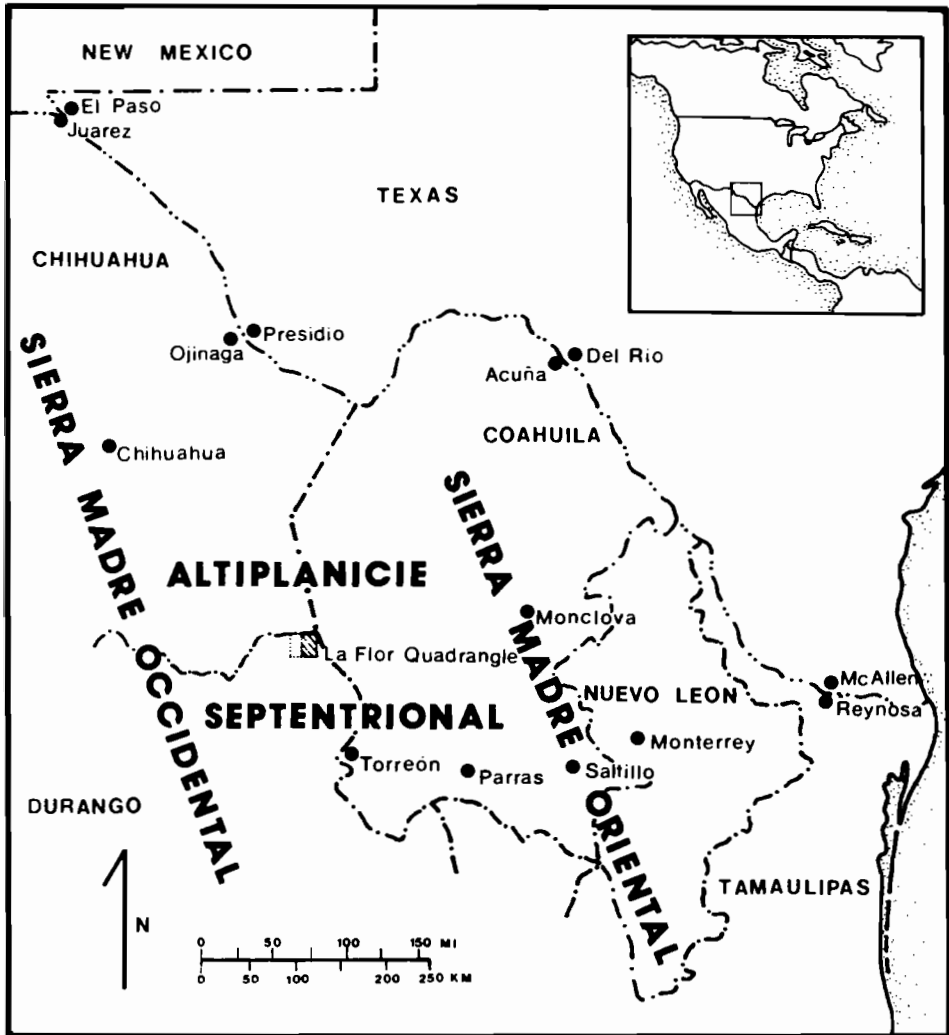 NEW MEXICO
El Paso
Juarez
TEXAS
CHIHUAHUA
Presidio
Ojinaga
Del Rio
Acuña
COAHUILA
Chihuahua
SIERRA MADRE OCCIDENTAL
SIERRA MADRE ORIENTAL
ALTIPLANICIE
Monclova
La Flor Quadrangle
McAllen
NUEVO LEON
Reynosa
SEPTENTRIONAL
Monterrey
Torreón
Parras
Saltillo
DURANGO
TAMAULIPAS
N
0 50 100 150 MI
0 50 100 200 250 KM